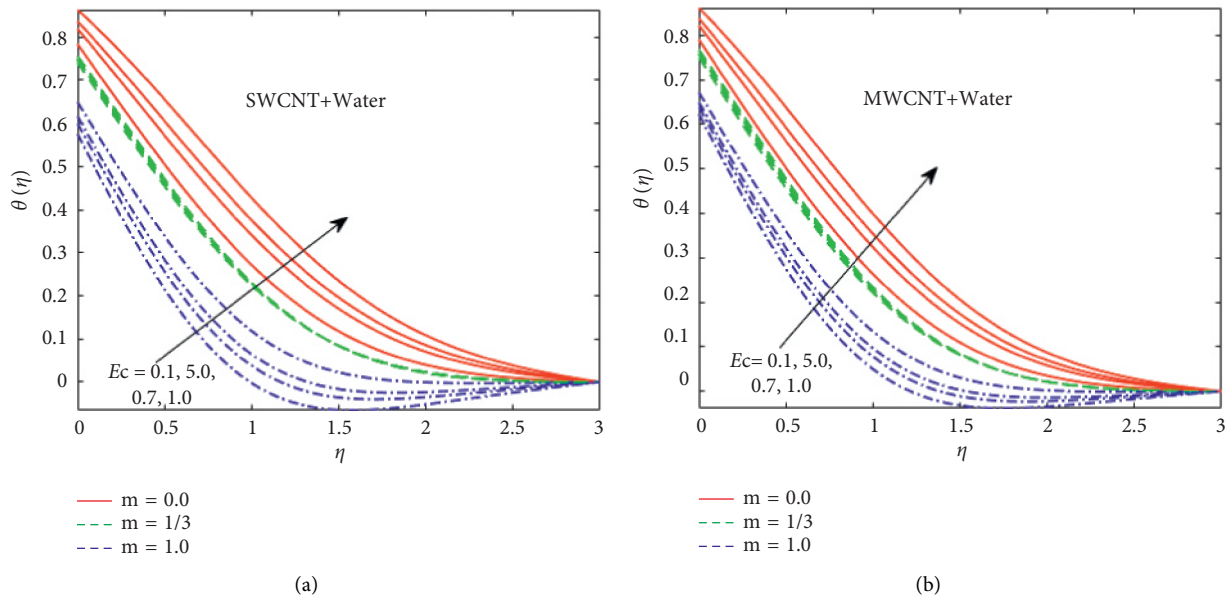 0.8
0.7
0.6
0.5
0.4
0.3
0.2
0.1
0
θ (η)
SWCNT+Water
Ec = 0.1, 5.0,
0.7, 1.0
0 0.5 1 1.5 2 2.5 3
η
m = 0.0
m = 1/3
m = 1.0
(a)
0.8
0.7
0.6
0.5
0.4
0.3
0.2
0.1
0
θ (η)
MWCNT+Water
Ec= 0.1, 5.0,
0.7, 1.0
0 0.5 1 1.5 2 2.5 3
η
m = 0.0
m = 1/3
m = 1.0
(b)